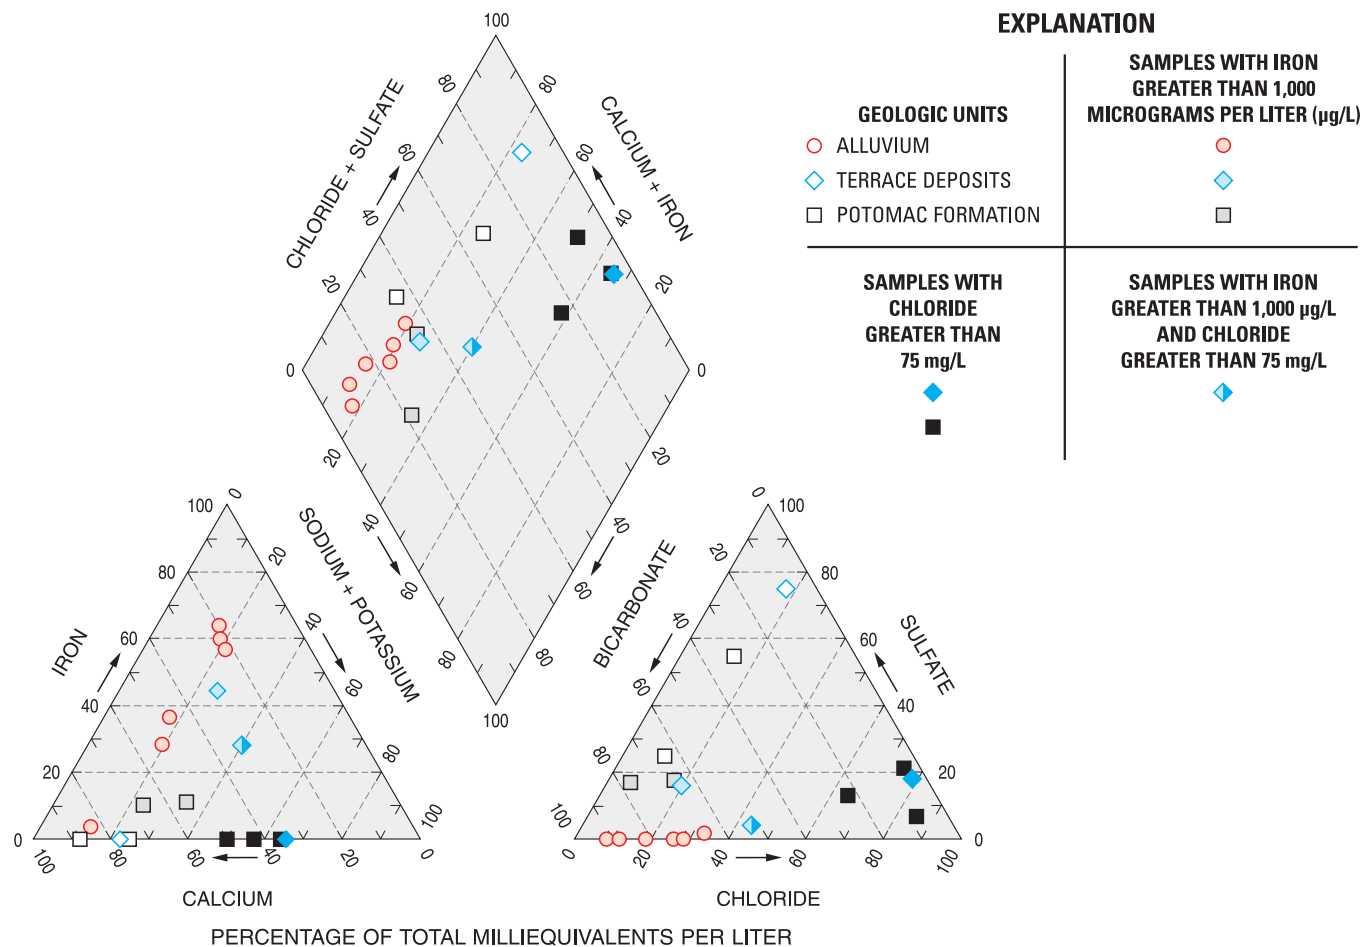 EXPLANATION
GEOLOGIC UNITS
ALLUVIUM
TERRACE DEPOSITS
POTOMAC FORMATION
SAMPLES WITH IRON
GREATER THAN 1,000
MICROGRAMS PER LITER (µg/L)
SAMPLES WITH
CHLORIDE
GREATER THAN
75 mg/L
SAMPLES WITH IRON
GREATER THAN 1,000 µg/L
AND CHLORIDE
GREATER THAN 75 mg/L
100
80
80
CHLORIDE + SULFATE
CALCIUM + IRON
60
60
40
40
20
20
0
0
20
20
40
40
60
60
80
80
100
SODIUM + POTASSIUM
BICARBONATE
100
0
80
20
IRON
60
40
40
60
20
80
0
100
100
80
60
40
20
0
CALCIUM
0
100
20
80
40
60
SULFATE
60
40
80
20
100
0
0
20
40
60
80
100
CHLORIDE
PERCENTAGE OF TOTAL MILLIEQUIVALENTS PER LITER